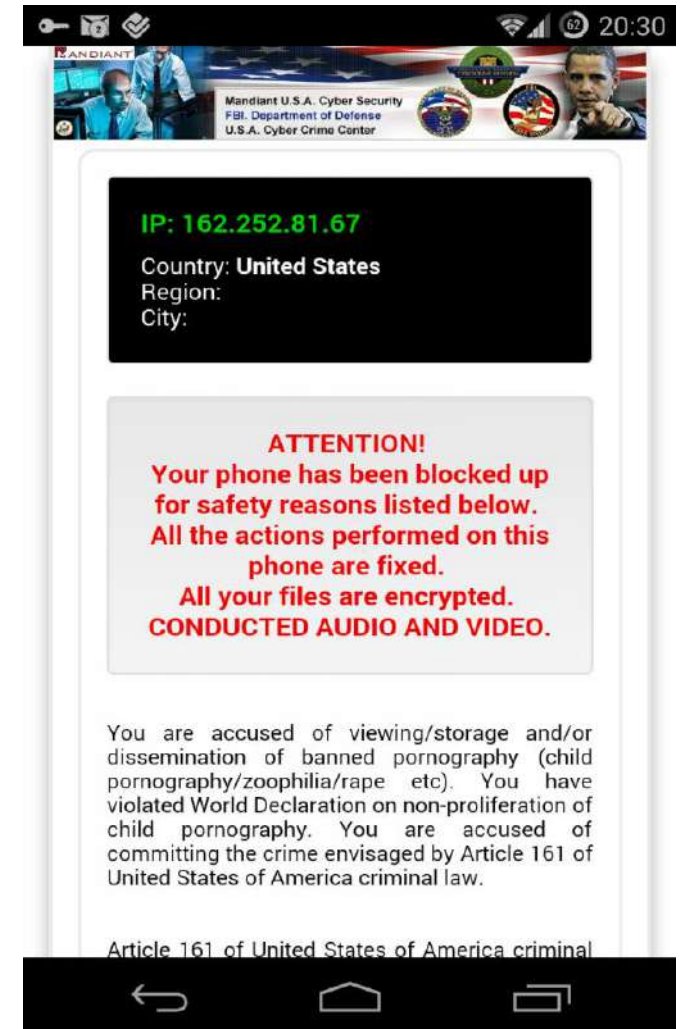 62 20:30
MANDIANT
Mandiant U.S.A. Cyber Security
FBI. Department of Defense
U.S.A. Cyber Crime Center
IP: 162.252.81.67
Country: United States
Region:
City:
ATTENTION!
Your phone has been blocked up
for safety reasons listed below.
All the actions performed on this
phone are fixed.
All your files are encrypted.
CONDUCTED AUDIO AND VIDEO.
You are accused of viewing/storage and/or
dissemination of banned pornography (child
pornography/zoophilia/rape etc). You have
violated World Declaration on non-proliferation of
child pornography. You are accused of
committing the crime envisaged by Article 161 of
United States of America criminal law.
Article 161 of United States of America criminal